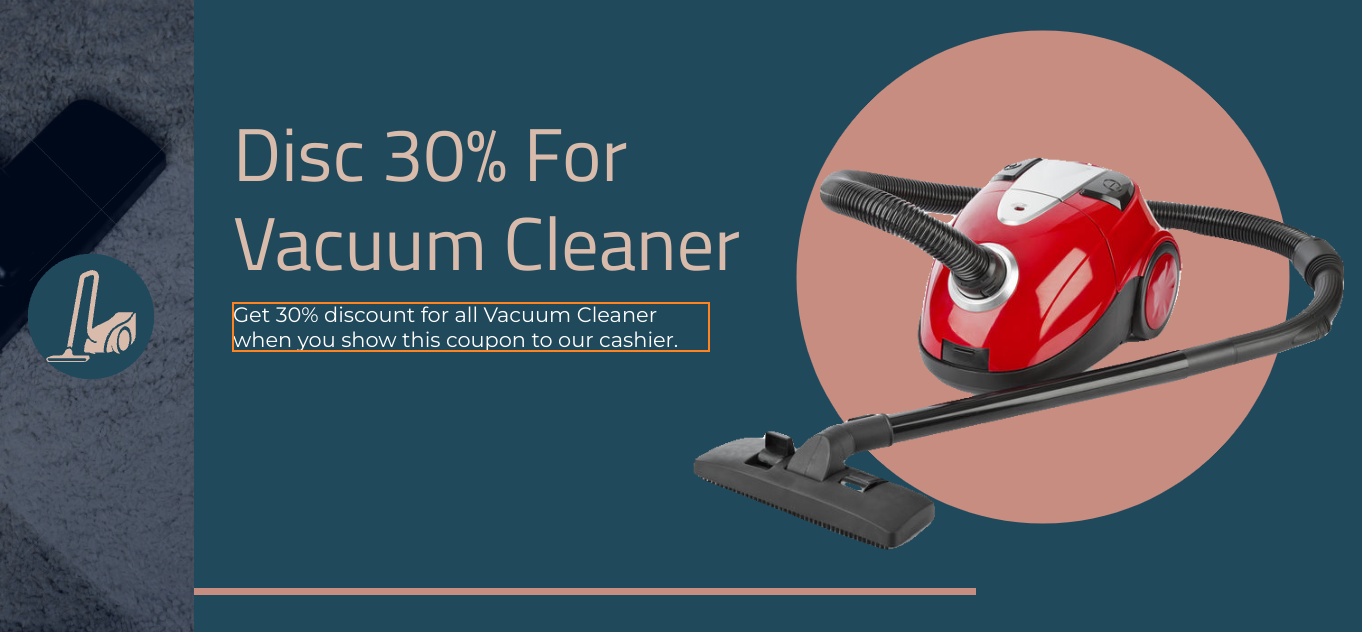 Disc 30% For
Vacuum Cleaner
Get 30% discount for all Vacuum Cleaner
when you show this coupon to our cashier.